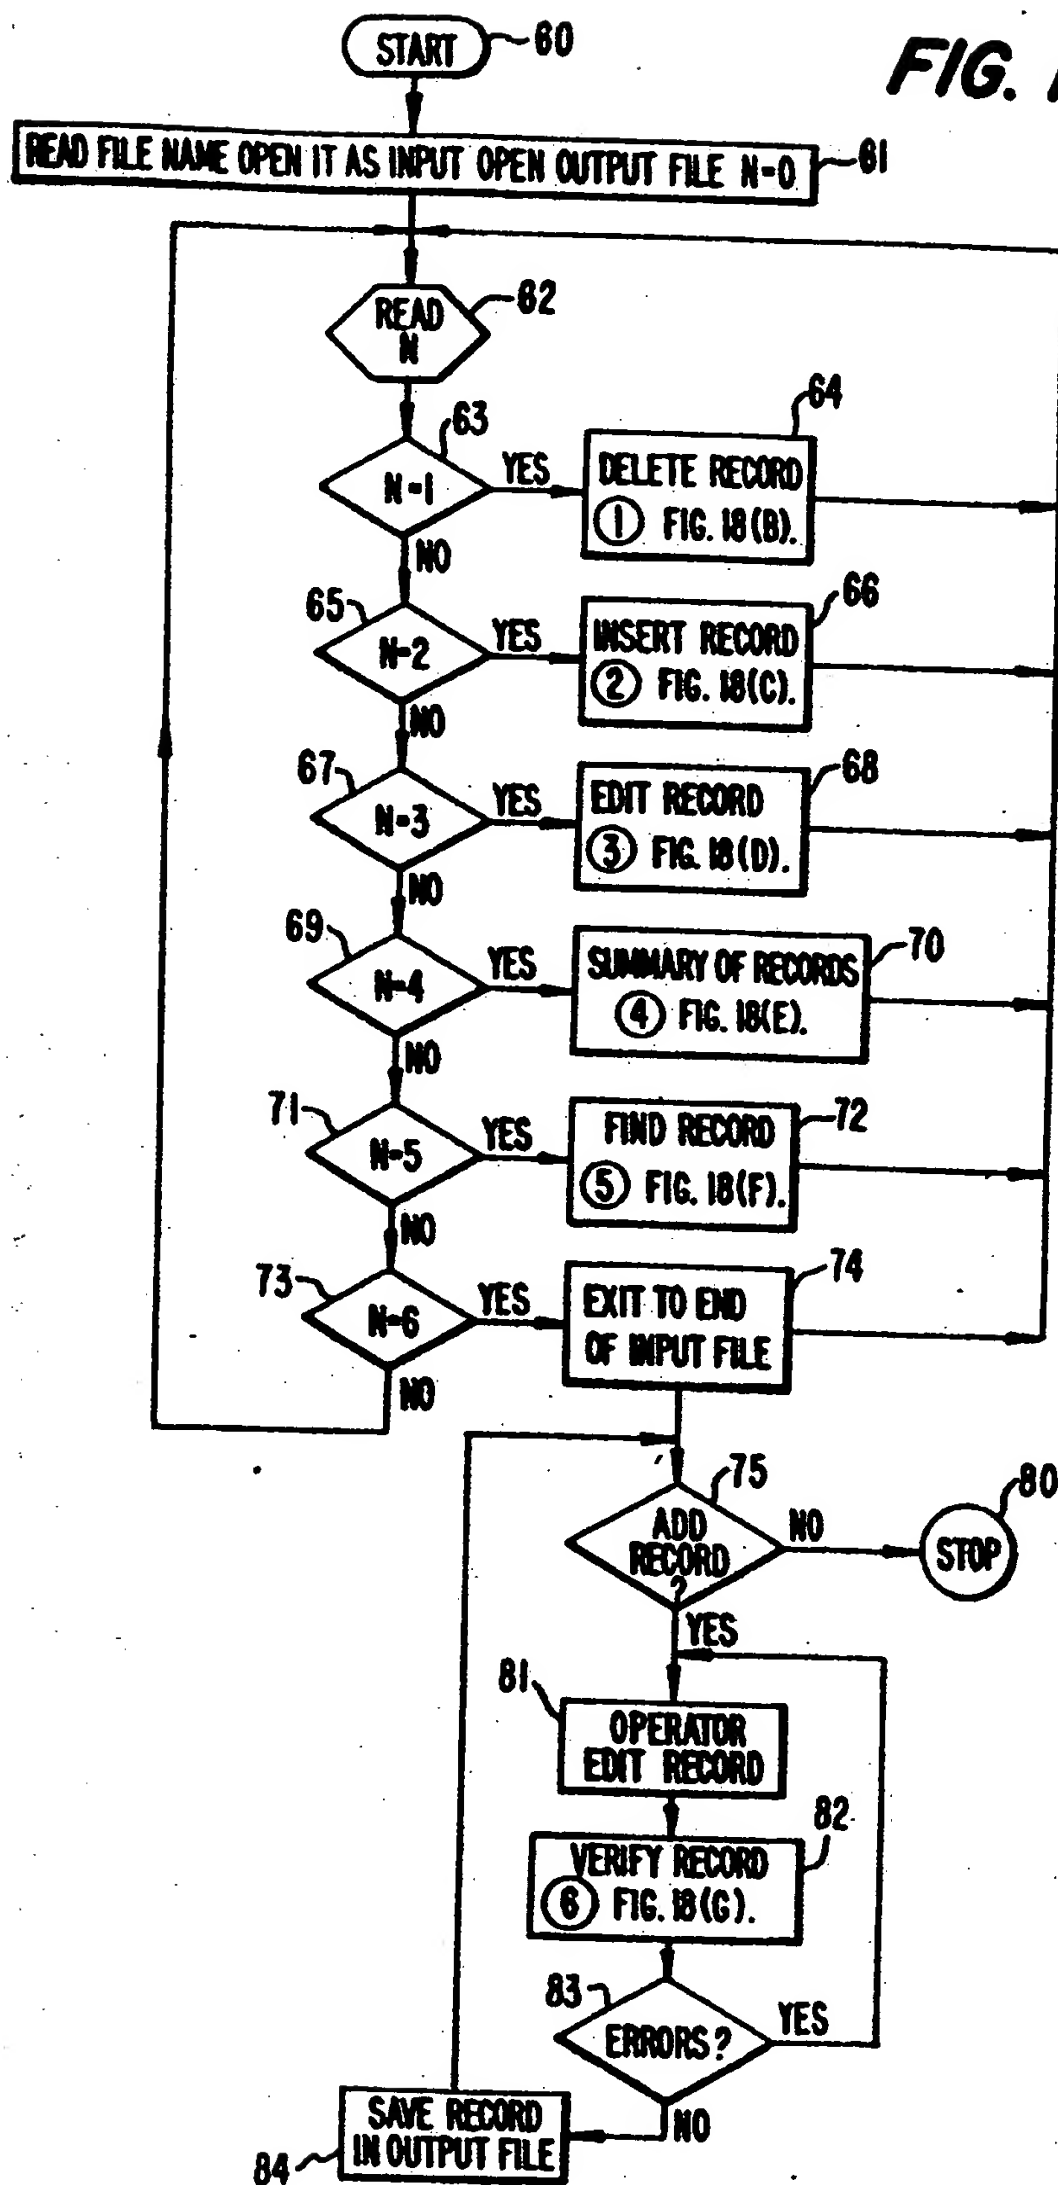 START
60
FIG.
READ FILE NAME OPEN IT AS INPUT OPEN OUTPUT FILE N=0
61
READ
N
62
63
N=1
YES
64
DELETE RECORD
① FIG. 18(B).
NO
65
N=2
YES
66
INSERT RECORD
② FIG. 18(C).
NO
67
N=3
YES
68
EDIT RECORD
③ FIG. 18(D).
NO
69
N=4
YES
70
SUMMARY OF RECORDS
④ FIG. 18(E).
NO
71
N=5
YES
72
FIND RECORD
⑤ FIG. 18(F).
NO
73
N=6
YES
74
EXIT TO END
OF INPUT FILE
NO
75
ADD
RECORD
?
NO
80
STOP
YES
81
OPERATOR
EDIT RECORD
82
VERIFY RECORD
⑥ FIG. 18(G).
83
ERRORS?
YES
NO
SAVE RECORD
IN OUTPUT FILE
84